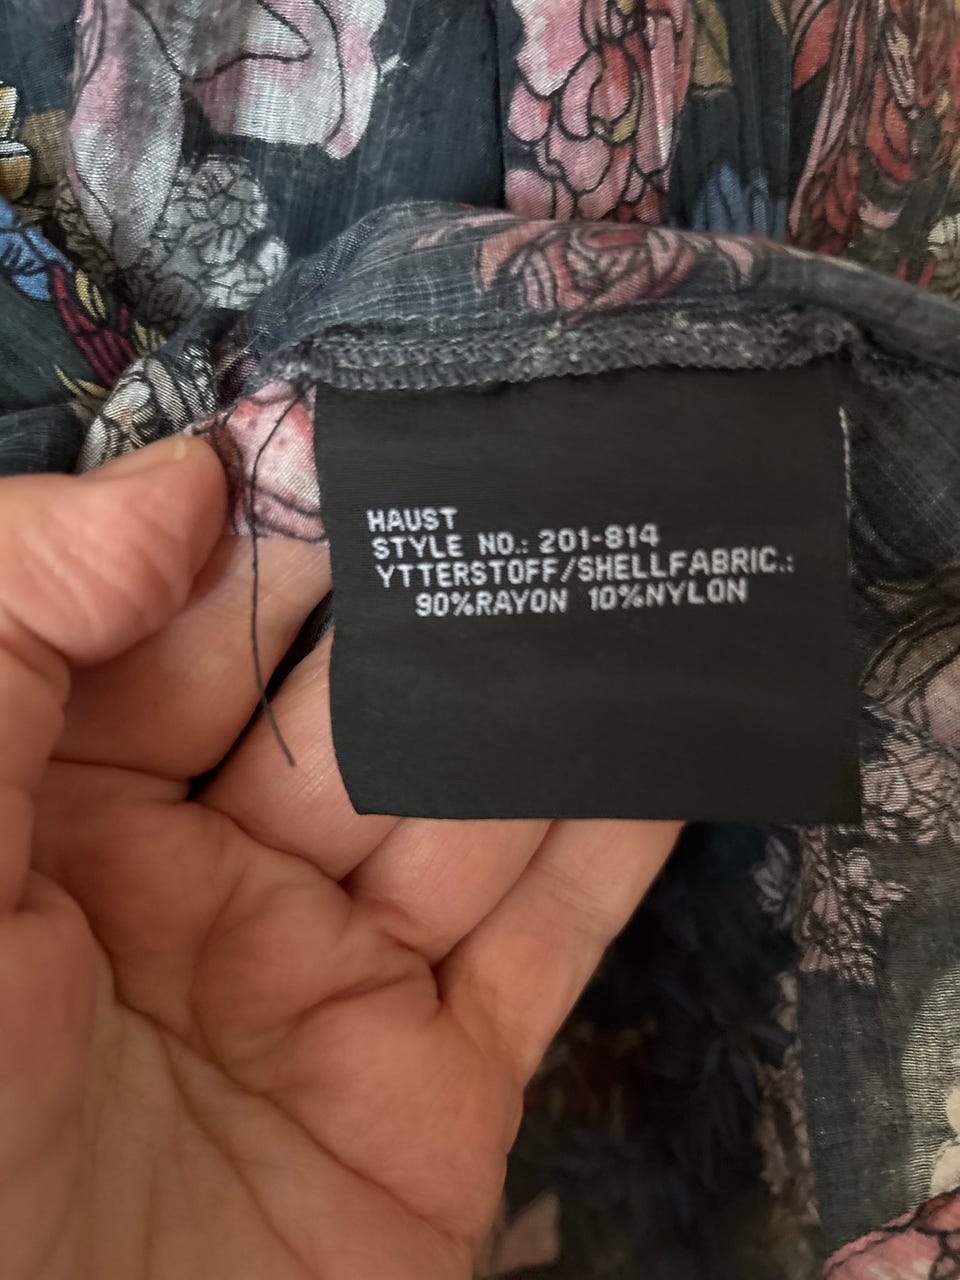 HAUST
STYLE NO.: 201-814
YTTERSTOFF/SHELLFABRIC.:
90%RAYON 10%NYLON